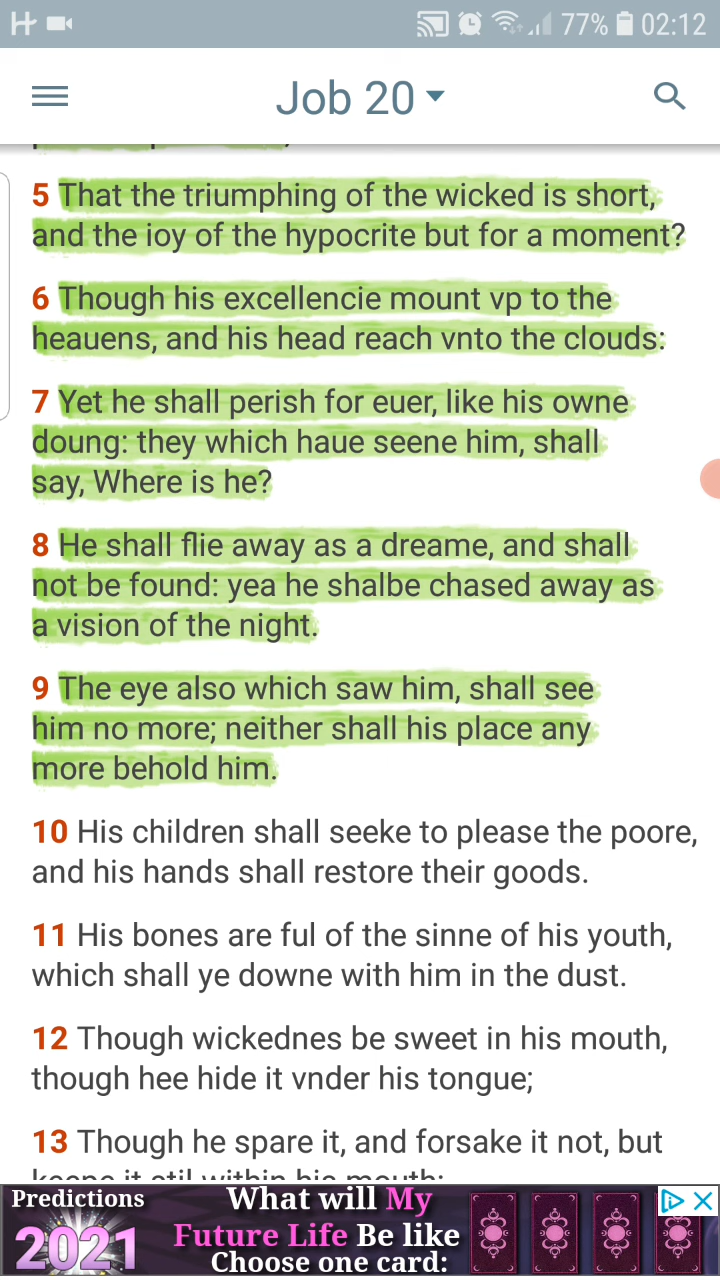 77% 02:12
Job 20
5 That the triumphing of the wicked is short,
and the ioy of the hypocrite but for a moment?
6 Though his excellencie mount vp to the
heauens, and his head reach vnto the clouds:
7 Yet he shall perish for euer, like his owne
doung: they which haue seene him, shall
say, Where is he?
8 He shall flie away as a dreame, and shall
not be found: yea he shalbe chased away as
a vision of the night.
9 The eye also which saw him, shall see
him no more; neither shall his place any
more behold him.
10 His children shall seeke to please the poore,
and his hands shall restore their goods.
11 His bones are ful of the sinne of his youth,
which shall ye downe with him in the dust.
12 Though wickednes be sweet in his mouth,
though hee hide it vnder his tongue;
13 Though he spare it, and forsake it not, but
keepe it stil within his mouth:
Predictions
2021
What will My
Future Life Be like
Choose one card: